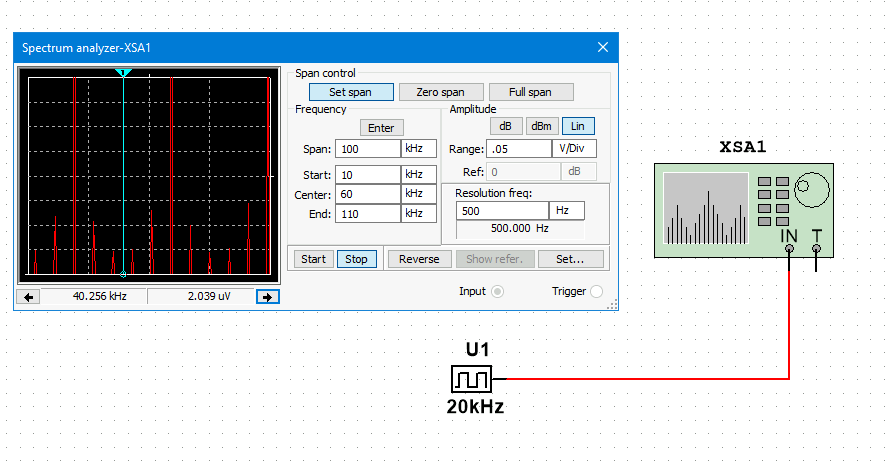 Spectrum analyzer-XSA1
1
Span control
Set span Zero span Full span
Frequency
Enter
Span: 100 kHz
Start: 10 kHz
Center: 60 kHz
End: 110 kHz
Amplitude
dB dBm Lin
Range: .05 V/Div
Ref: 0 dB
Resolution freq:
500 Hz
500.000 Hz
Start Stop Reverse Show refer. Set...
40.256 kHz 2.039 uV
Input Trigger
XSA1
IN T
U1
20kHz